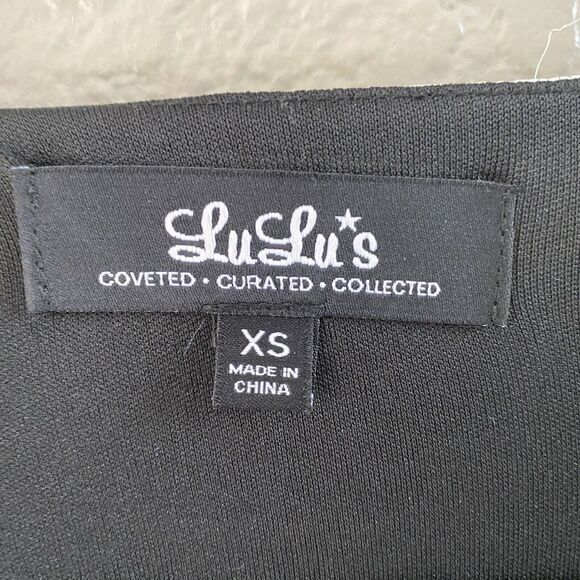 LuLu's
COVETED • CURATED • COLLECTED
XS
MADE IN
CHINA